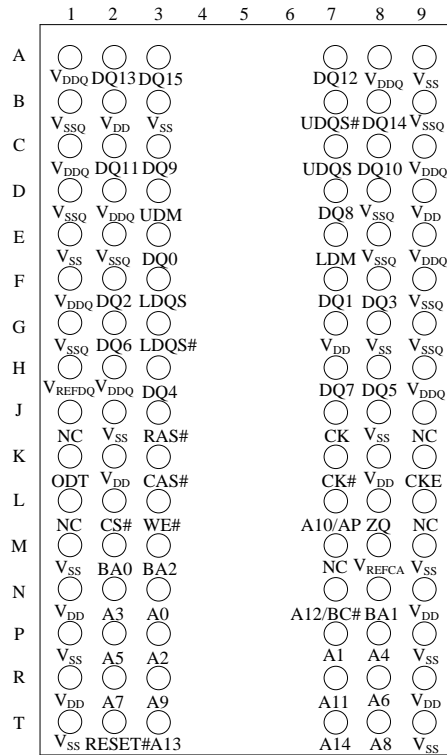 1 2 3 4 5 6 7 8 9
A
VDDQ DQ13 DQ15 DQ12 VDDQ VSS
B
VSSQ VDD VSS UDQS# DQ14 VSSQ
C
VDDQ DQ11 DQ9 UDQS DQ10 VDDQ
D
VSSQ VDDQ UDM DQ8 VSSQ VDD
E
VSS VSSQ DQ0 LDM VSSQ VDDQ
F
VDDQ DQ2 LDQS DQ1 DQ3 VSSQ
G
VSSQ DQ6 LDQS# VDD VSS VSSQ
H
VREFDQ VDDQ DQ4 DQ7 DQ5 VDDQ
J
NC VSS RAS# CK VSS NC
K
ODT VDD CAS# CK# VDD CKE
L
NC CS# WE# A10/AP ZQ NC
M
VSS BA0 BA2 NC VREFCA VSS
N
VDD A3 A0 A12/BC# BA1 VDD
P
VSS A5 A2 A1 A4 VSS
R
VDD A7 A9 A11 A6 VDD
T
VSS RESET# A13 A14 A8 VSS